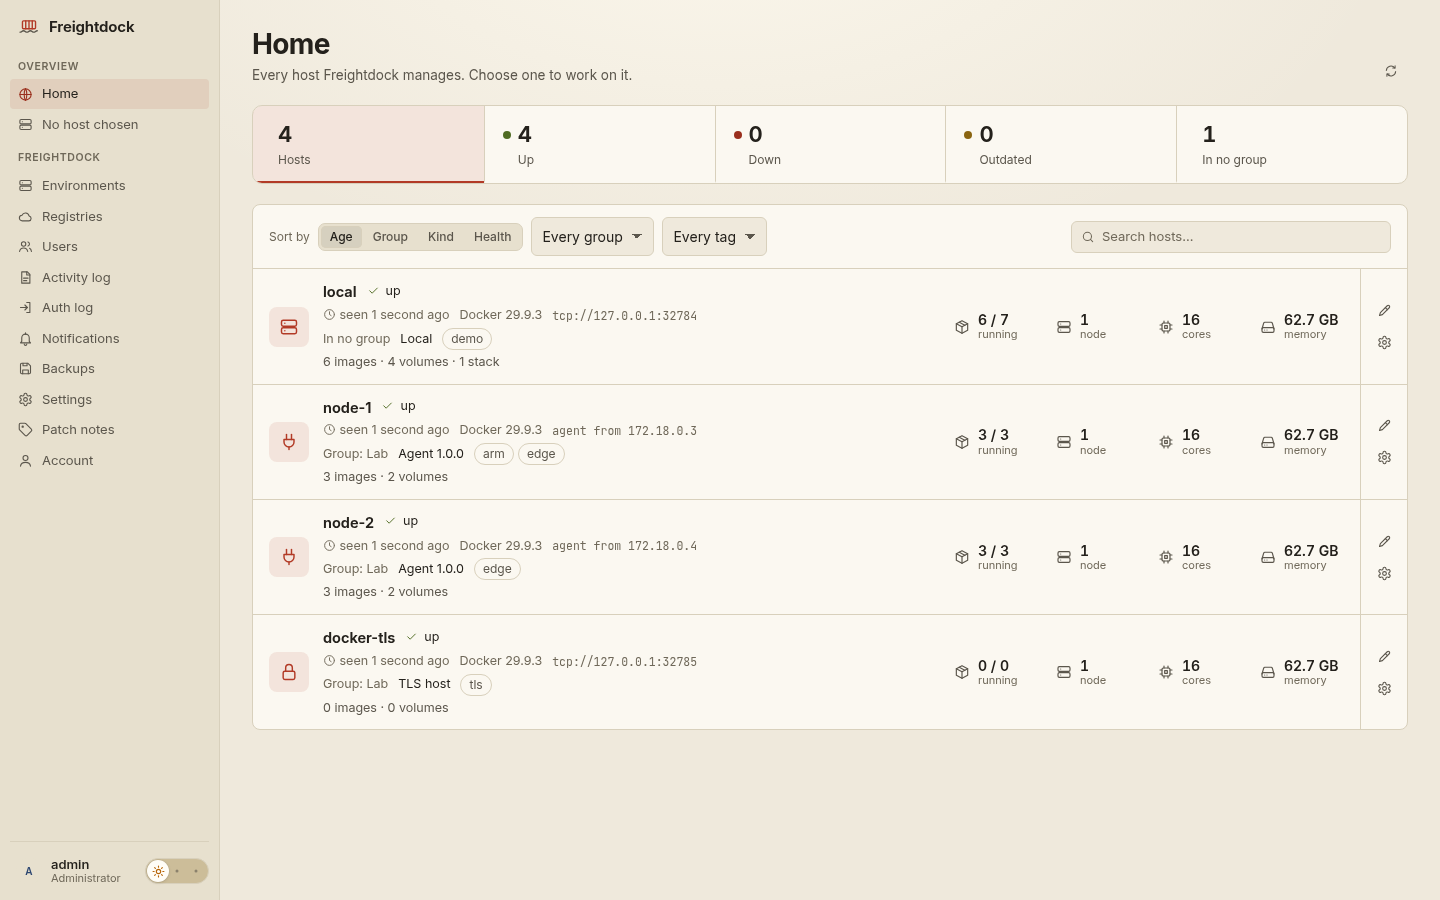 Freightdock
OVERVIEW
Home
No host chosen
FREIGHTDOCK
Environments
Registries
Users
Activity log
Auth log
Notifications
Backups
Settings
Patch notes
Account
A
admin
Administrator
Home
Every host Freightdock manages. Choose one to work on it.
4
Hosts
4
Up
0
Down
0
Outdated
1
In no group
Sort by Age Group Kind Health Every group Every tag Search hosts...
local up
seen 1 second ago Docker 29.9.3 tcp://127.0.0.1:32784
In no group Local demo
6 images · 4 volumes · 1 stack
6 / 7 running
1 node
16 cores
62.7 GB memory
node-1 up
seen 1 second ago Docker 29.9.3 agent from 172.18.0.3
Group: Lab Agent 1.0.0 arm edge
3 images · 2 volumes
3 / 3 running
1 node
16 cores
62.7 GB memory
node-2 up
seen 1 second ago Docker 29.9.3 agent from 172.18.0.4
Group: Lab Agent 1.0.0 edge
3 images · 2 volumes
3 / 3 running
1 node
16 cores
62.7 GB memory
docker-tls up
seen 1 second ago Docker 29.9.3 tcp://127.0.0.1:32785
Group: Lab TLS host tls
0 images · 0 volumes
0 / 0 running
1 node
16 cores
62.7 GB memory